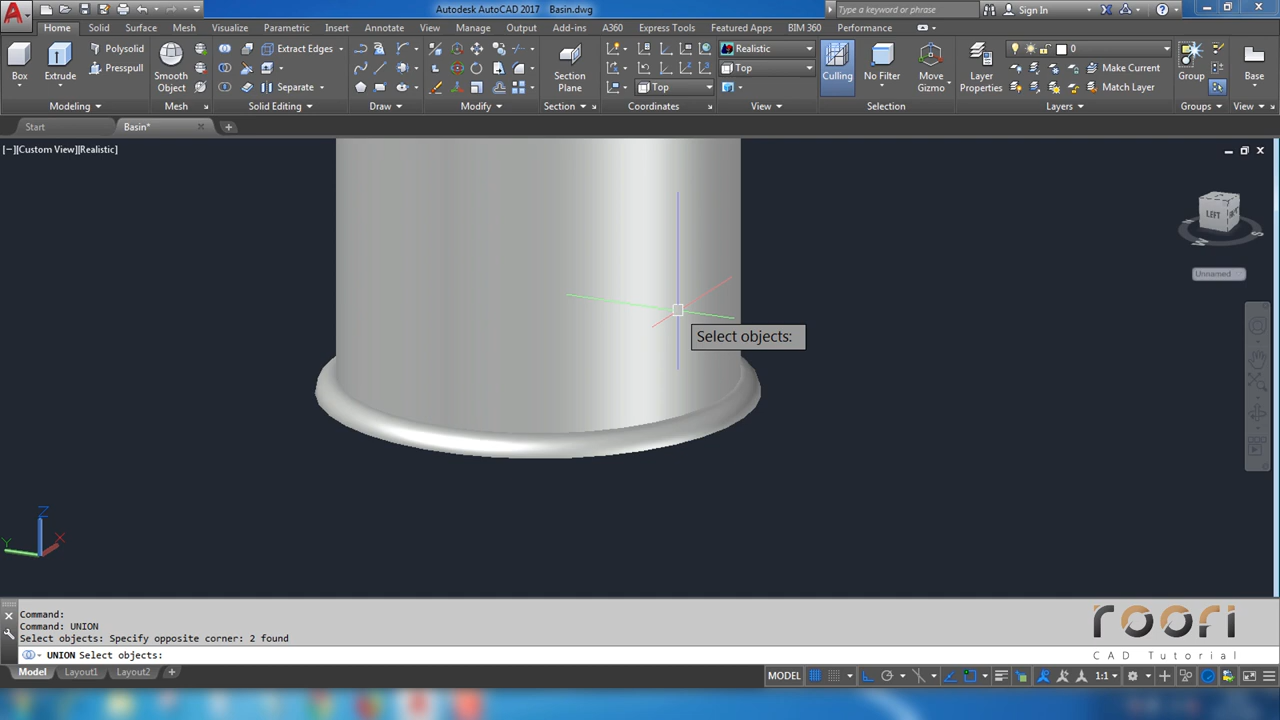 Autodesk AutoCAD 2017 Basin.dwg
Type a keyword or phrase
Sign In
Home Solid Surface Mesh Visualize Parametric Insert Annotate View Manage Output Add-ins A360 Express Tools Featured Apps BIM 360 Performance
Box
Extrude
Polysolid
Presspull
Modeling
Smooth
Object
Mesh
Extrude Edges
Separate
Solid Editing
Draw
Modify
Section
Plane
Section
Top
Coordinates
Realistic
Top
View
Culling
No Filter
Move
Gizmo
Selection
Layer
Properties
0
Make Current
Match Layer
Layers
Group
Groups
Base
View
Start
Basin*
[−][Custom View][Realistic]
LEFT
N
S
W
Unnamed
Select objects:
Z
Y
X
Command:
Command: UNION
Select objects: Specify opposite corner: 2 found
UNION Select objects:
roori
CAD Tutorial
Model Layout1 Layout2
MODEL
1:1